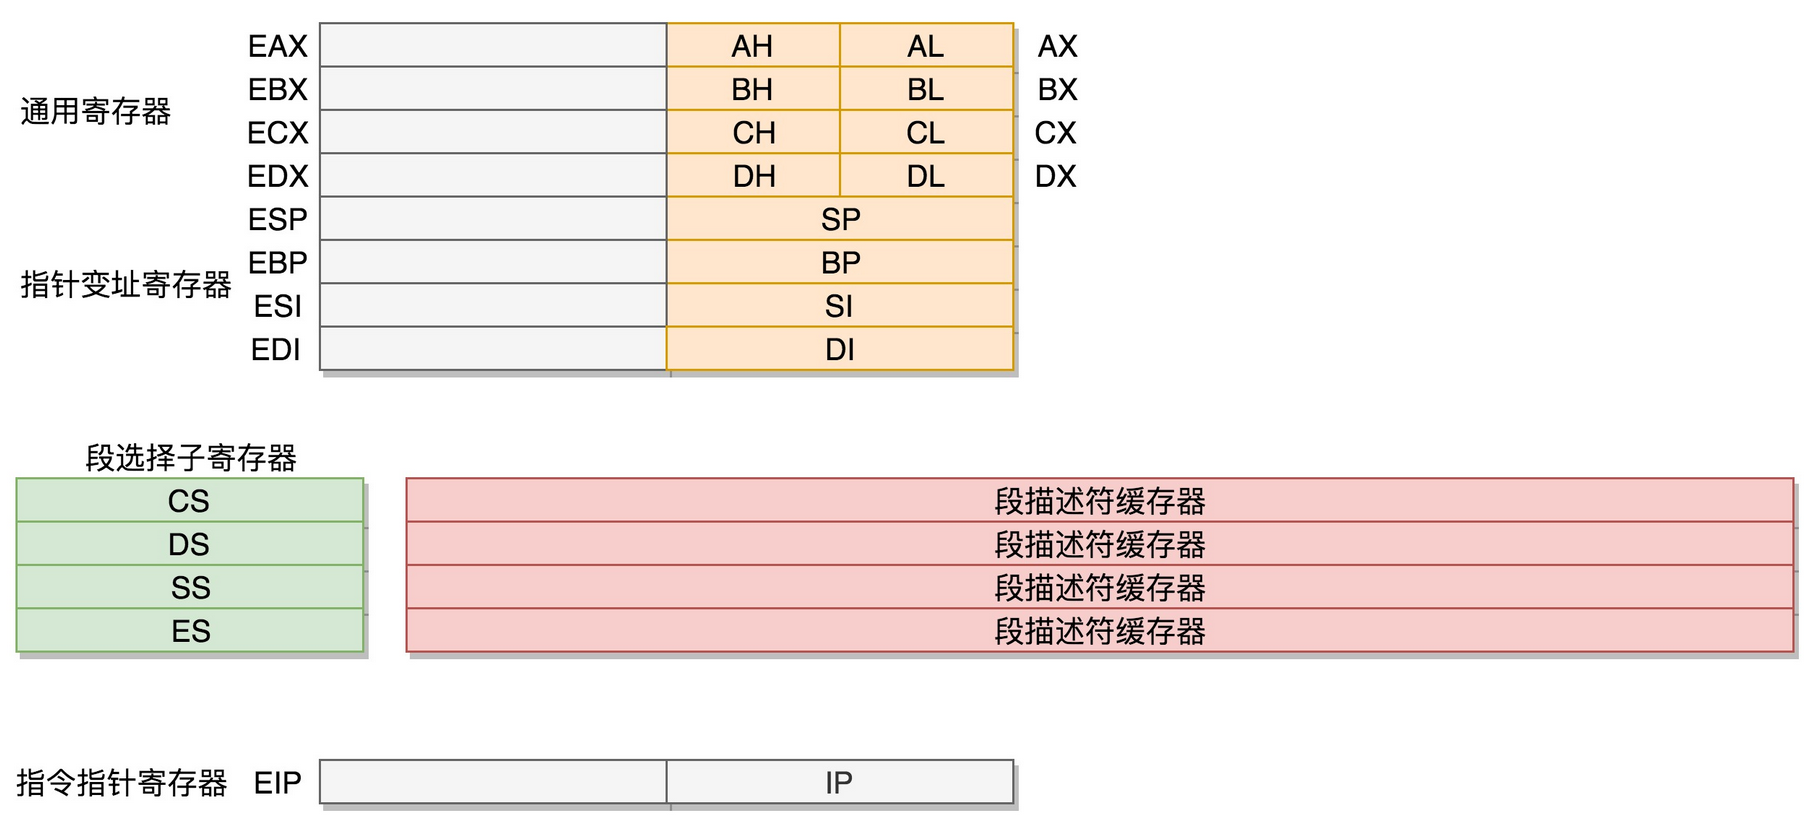 EAX AH AL AX
EBX BH BL BX
通用寄存器
ECX CH CL CX
EDX DH DL DX
ESP SP
EBP BP
指针变址寄存器
ESI SI
EDI DI
段选择子寄存器
CS 段描述符缓存器
DS 段描述符缓存器
SS 段描述符缓存器
ES 段描述符缓存器
指令指针寄存器 EIP IP